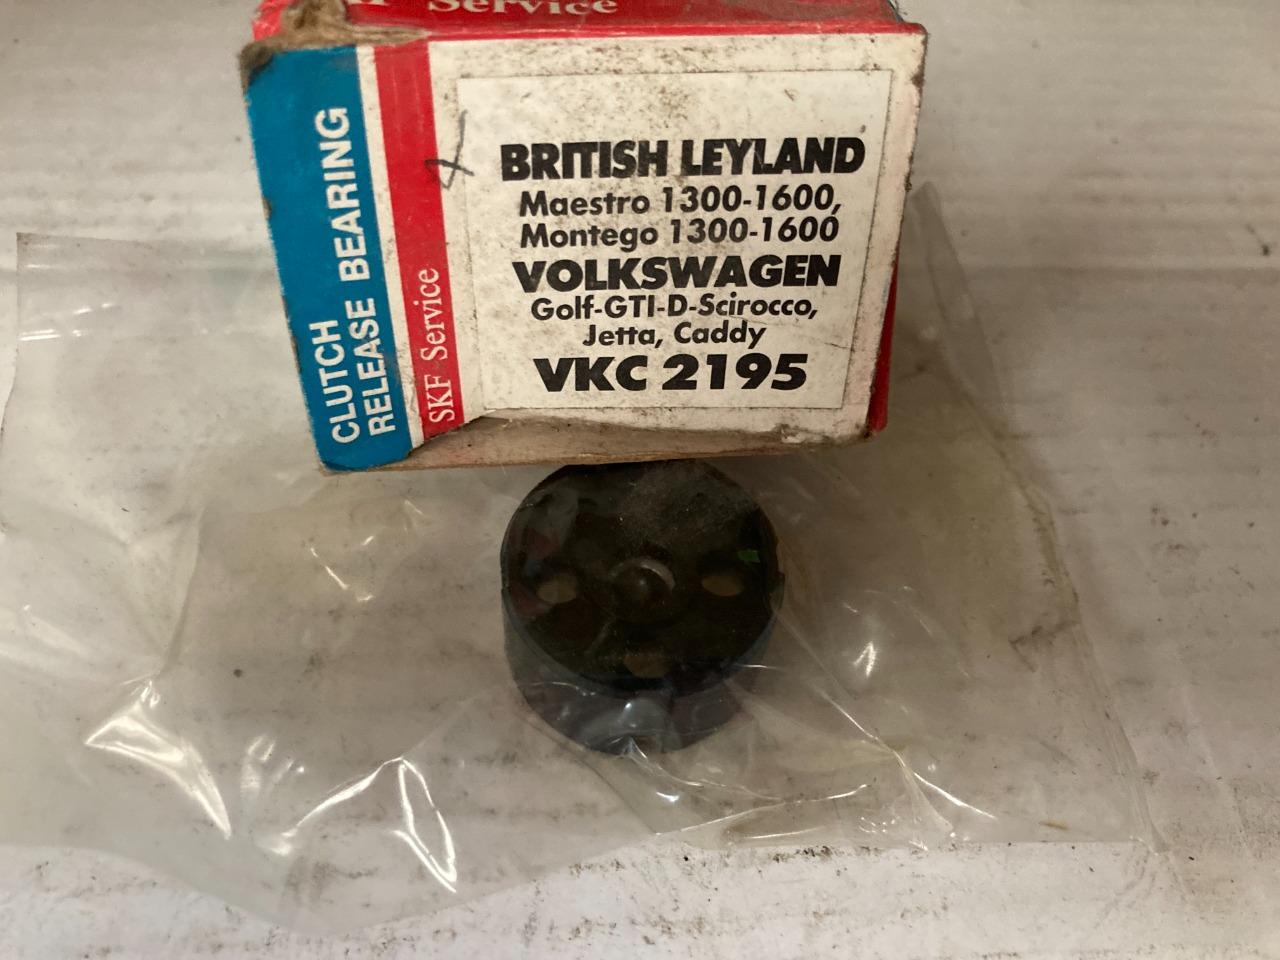 SKF Service
CLUTCH
RELEASE BEARING
SKF Service
BRITISH LEYLAND
Maestro 1300-1600,
Montego 1300-1600
VOLKSWAGEN
Golf-GTI-D-Scirocco,
Jetta, Caddy
VKC 2195